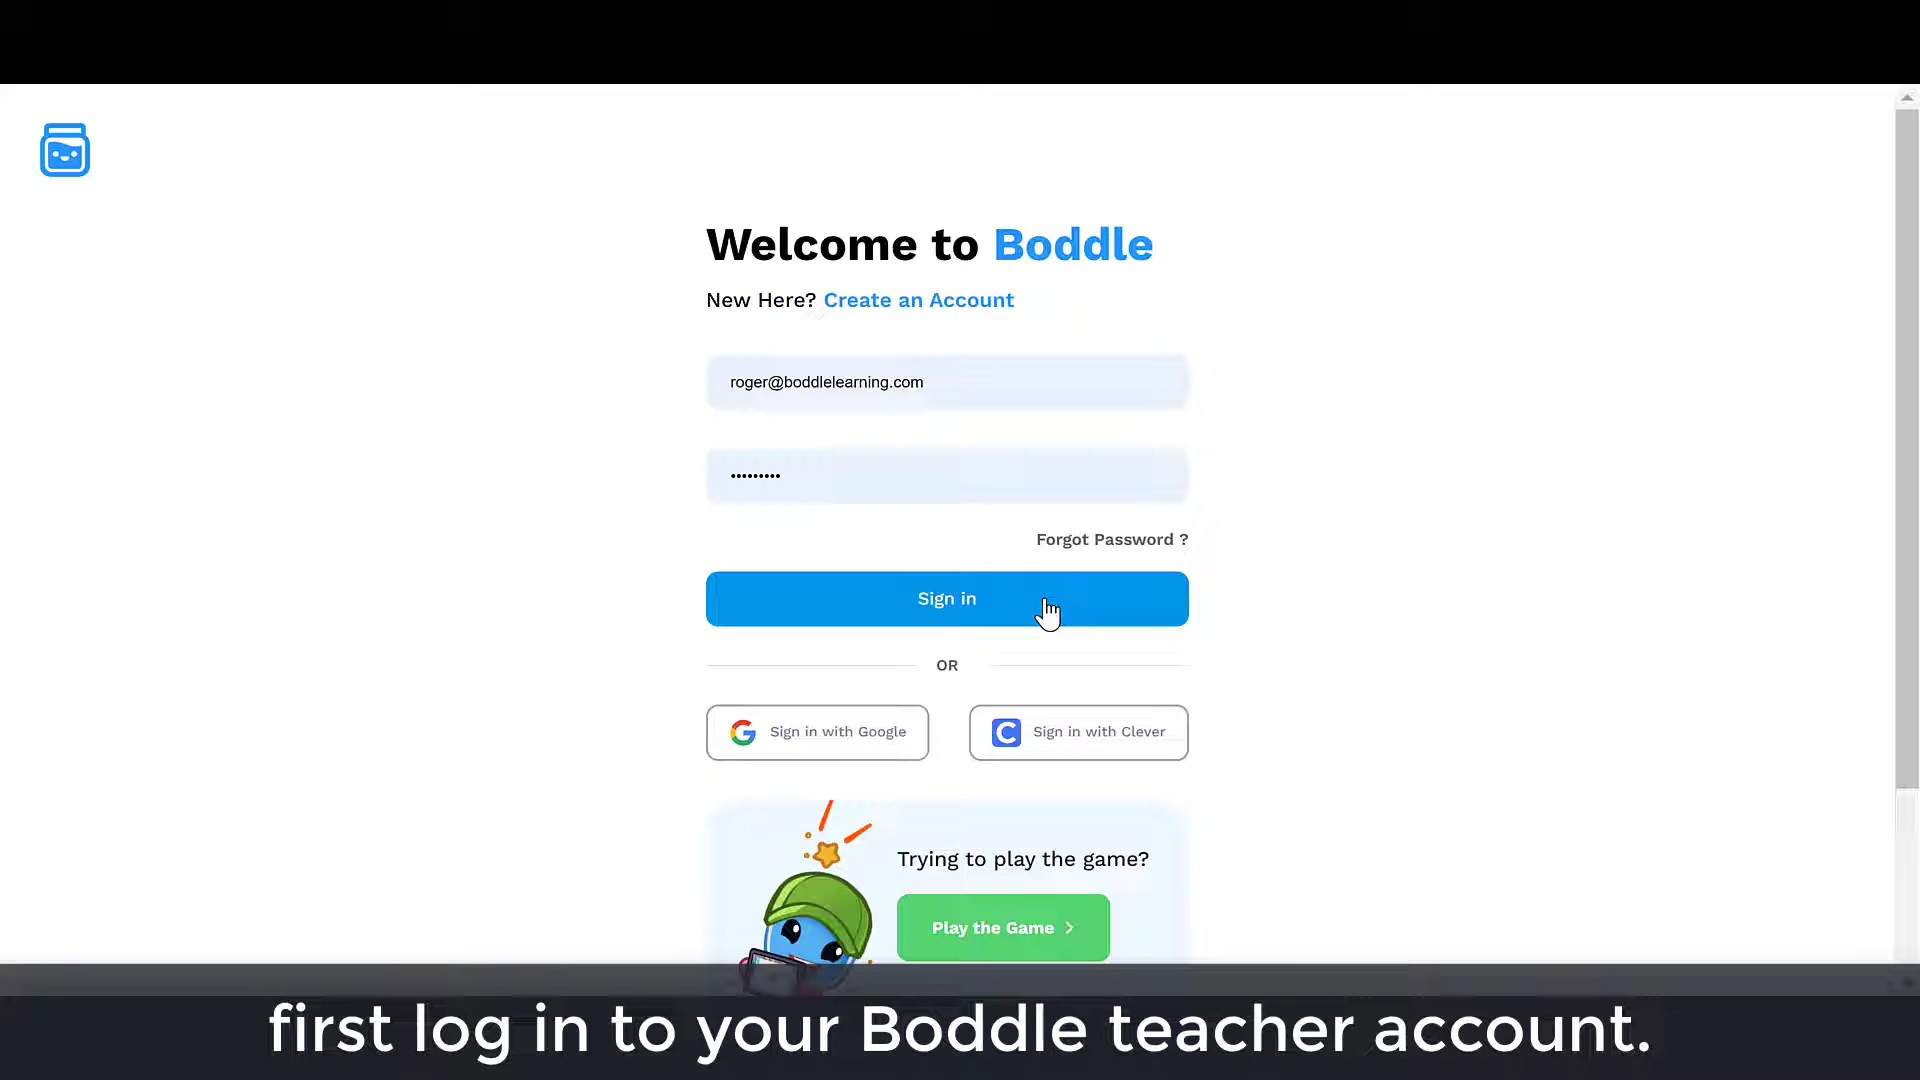 Welcome to Boddle
New Here? Create an Account
roger@boddlelearning.com
•••••••••
Forgot Password ?
Sign in
OR
Sign in with Google
Sign in with Clever
Trying to play the game?
Play the Game >
first log in to your Boddle teacher account.